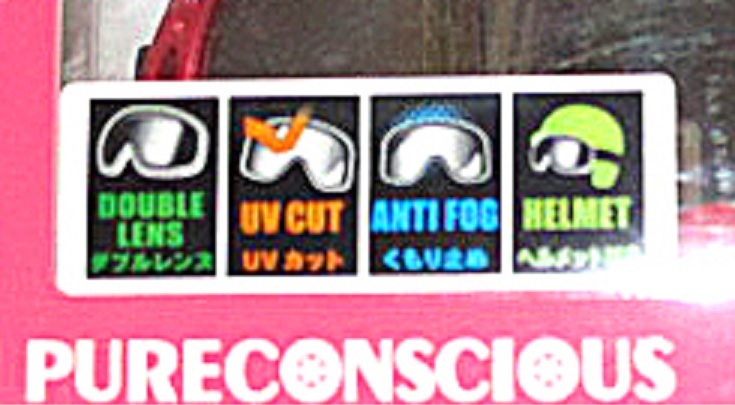 DOUBLE
LENS
ダブルレンズ
UV CUT
UV カット
ANTI FOG
くもり止め
HELMET
ヘルメット
PURECONSCIOUS